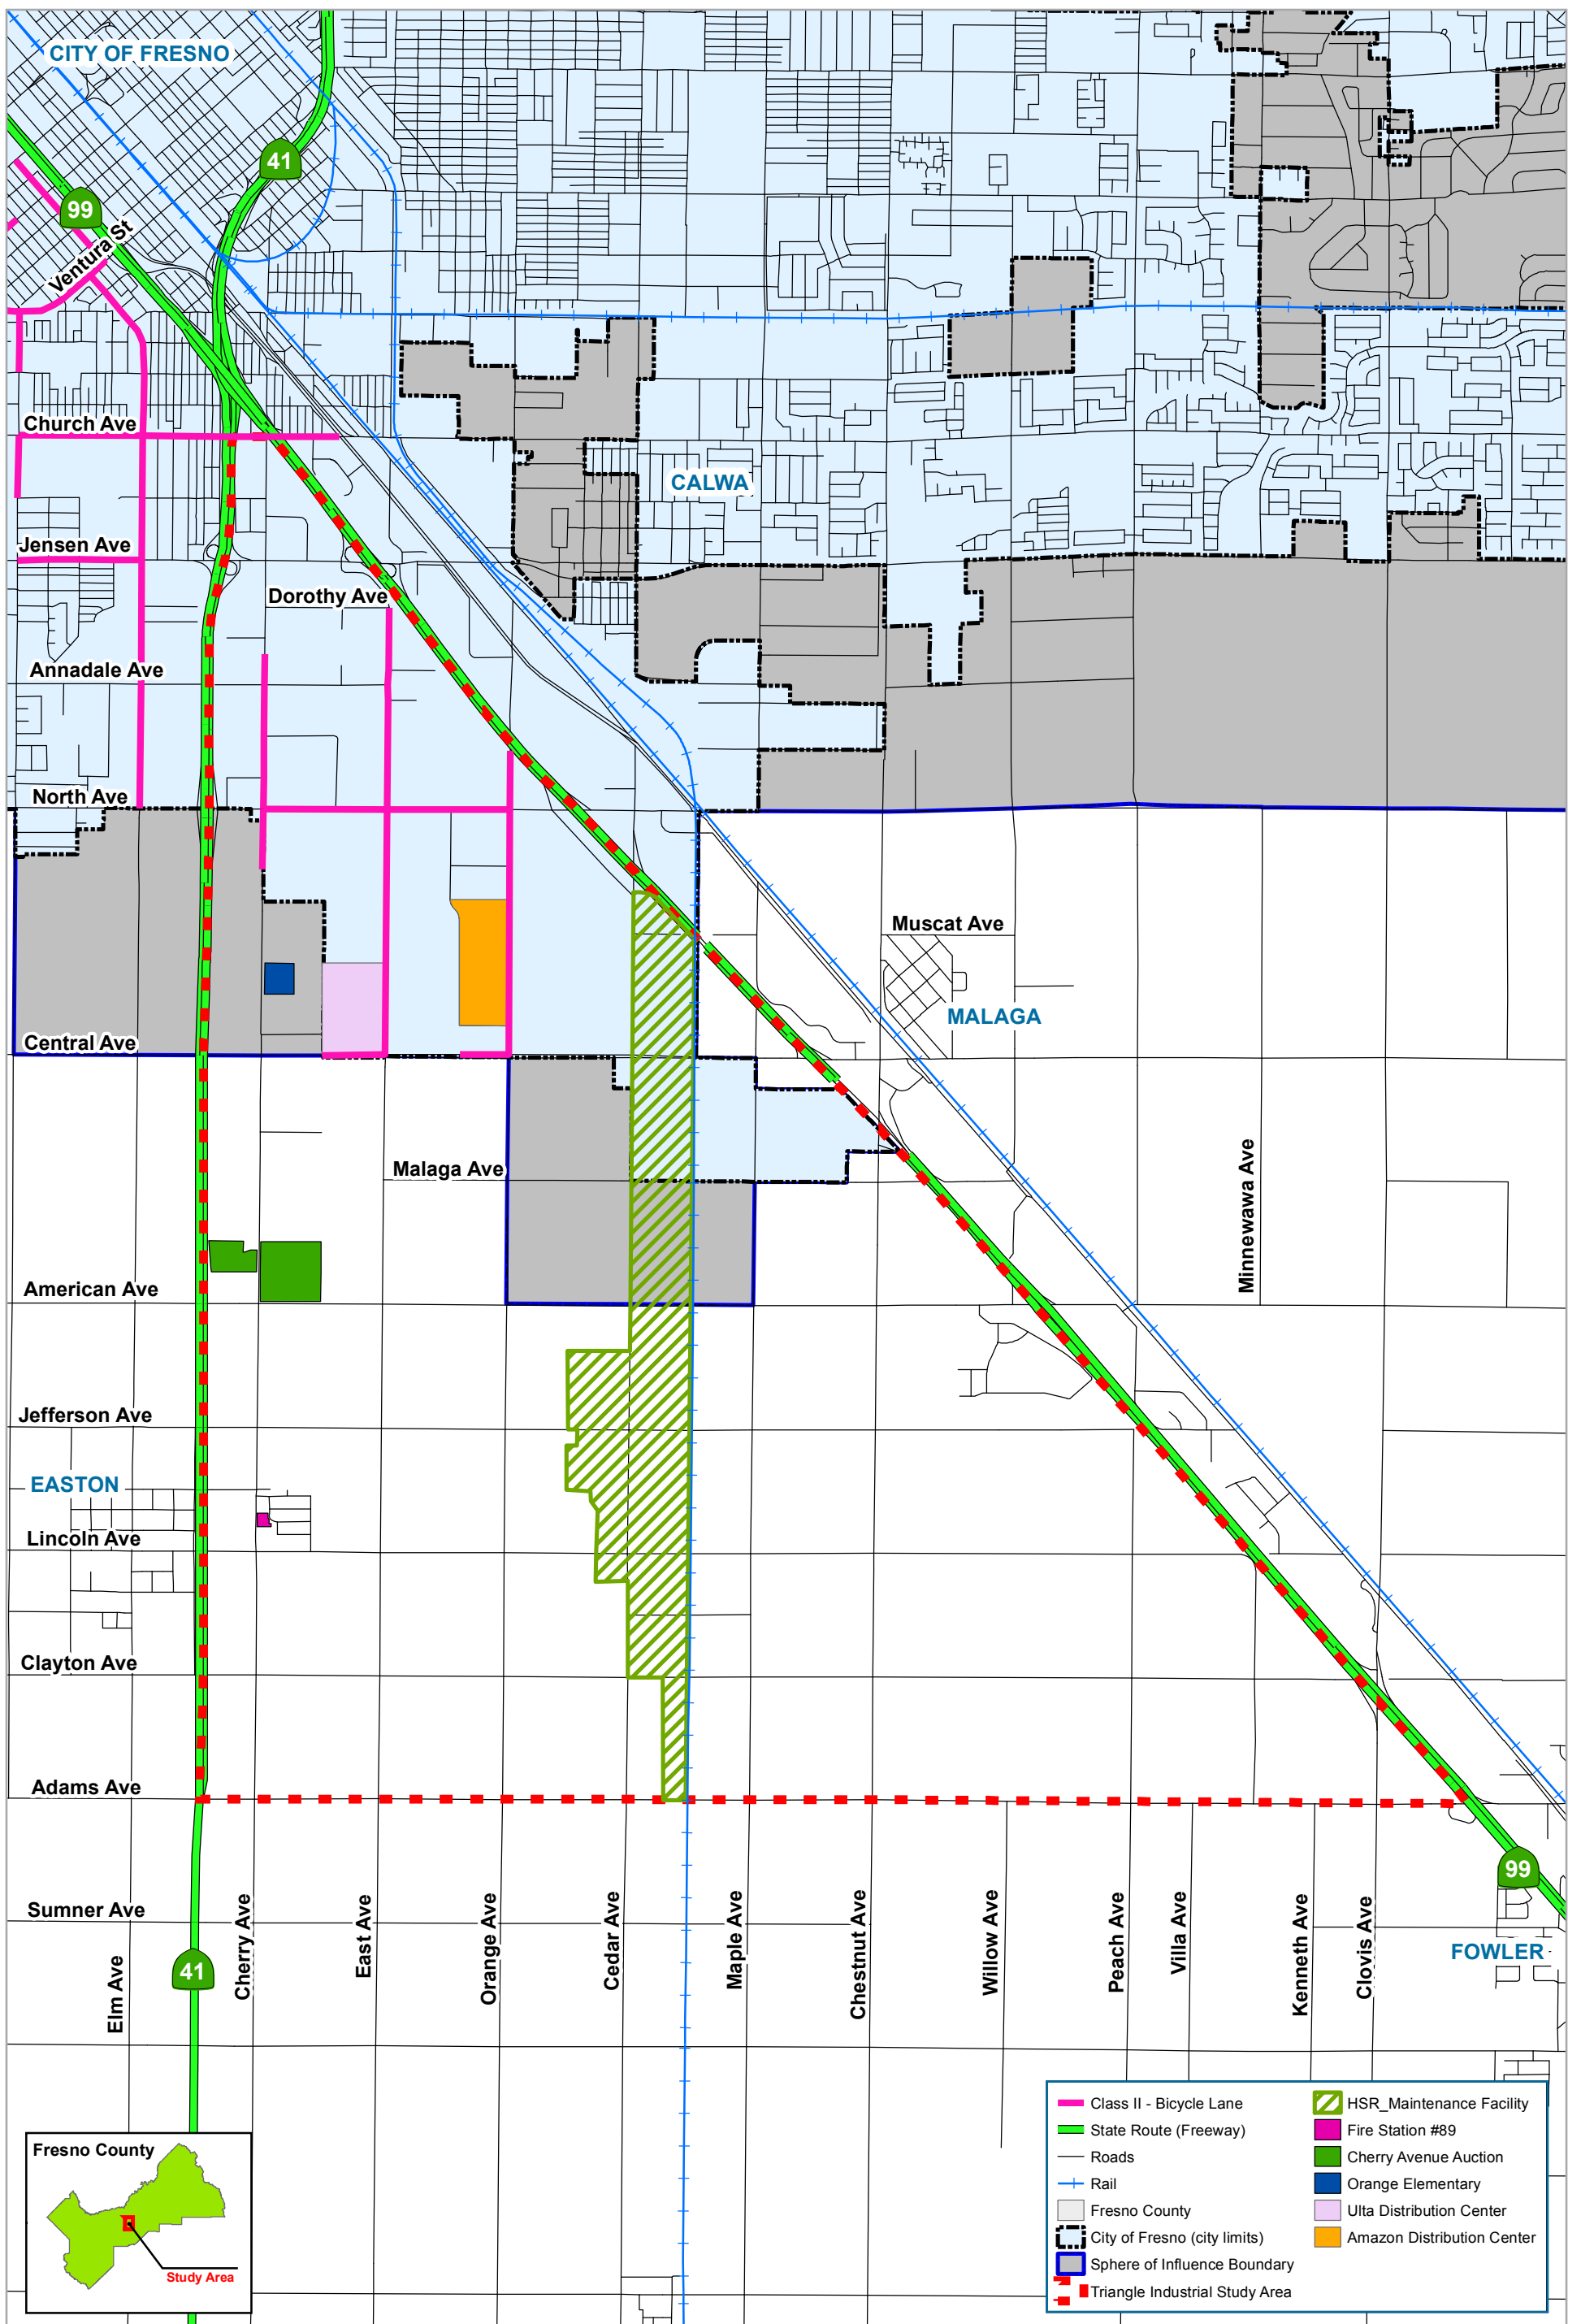 CITY OF FRESNO
41
99
Ventura St
Church Ave
CALWA
Jensen Ave
Dorothy Ave
Annadale Ave
North Ave
Muscat Ave
MALAGA
Central Ave
Malaga Ave
Minnewawa Ave
American Ave
Jefferson Ave
EASTON
Lincoln Ave
Clayton Ave
Adams Ave
99
Sumner Ave
FOWLER
41
Elm Ave
Cherry Ave
East Ave
Orange Ave
Cedar Ave
Maple Ave
Chestnut Ave
Willow Ave
Peach Ave
Villa Ave
Kenneth Ave
Clovis Ave
Fresno County
Study Area
Class II - Bicycle Lane
State Route (Freeway)
Roads
Rail
Fresno County
City of Fresno (city limits)
Sphere of Influence Boundary
Triangle Industrial Study Area
HSR_Maintenance Facility
Fire Station #89
Cherry Avenue Auction
Orange Elementary
Ulta Distribution Center
Amazon Distribution Center